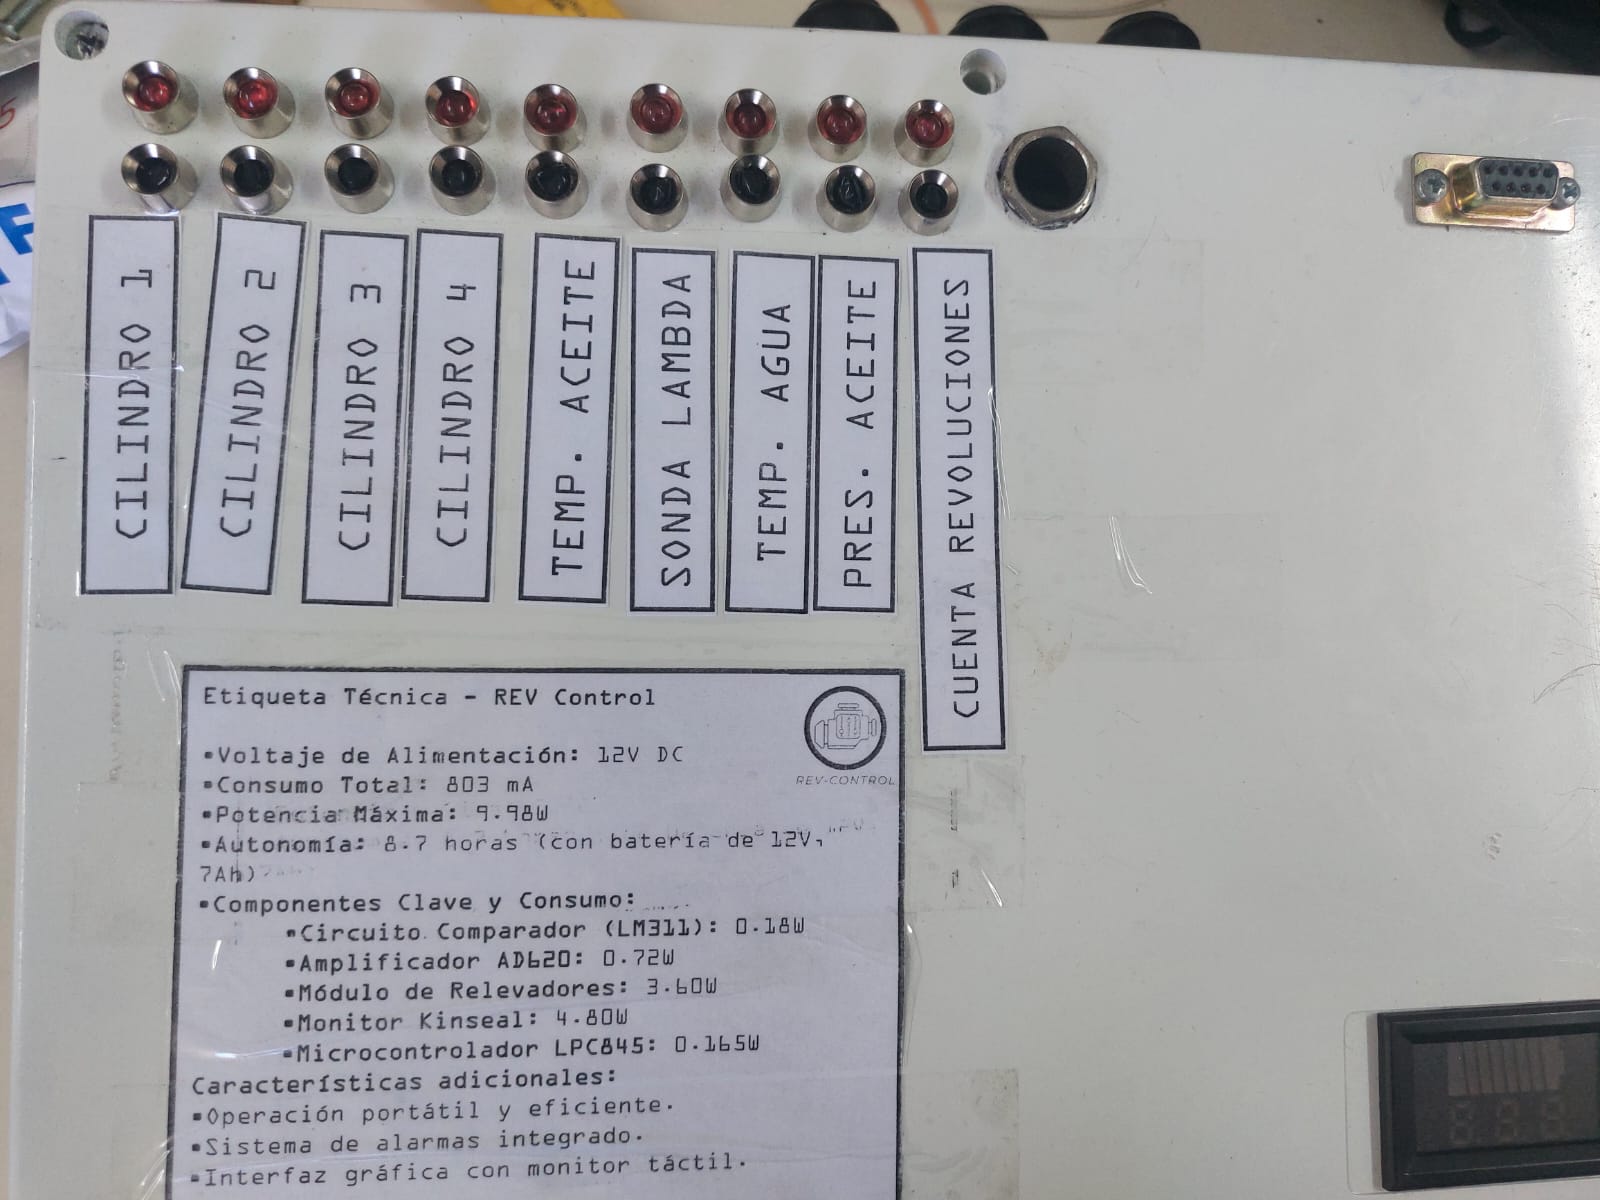 CILINDRO 1
CILINDRO 2
CILINDRO 3
CILINDRO 4
TEMP. ACEITE
SONDA LAMBDA
TEMP. AGUA
PRES. ACEITE
CUENTA REVOLUCIONES
Etiqueta Técnica - REV Control
REV-CONTROL
▪Voltaje de Alimentación: 12V DC
▪Consumo Total: 803 mA
▪Potencia Máxima: 9.98W
▪Autonomía: 8.7 horas (con batería de 12V,
7Ah)
▪Componentes Clave y Consumo:
▪Circuito Comparador (LM311): 0.18W
▪Amplificador AD620: 0.72W
▪Módulo de Relevadores: 3.60W
▪Monitor Kinseal: 4.80W
▪Microcontrolador LPC845: 0.165W
Características adicionales:
▪Operación portátil y eficiente.
▪Sistema de alarmas integrado.
▪Interfaz gráfica con monitor táctil.